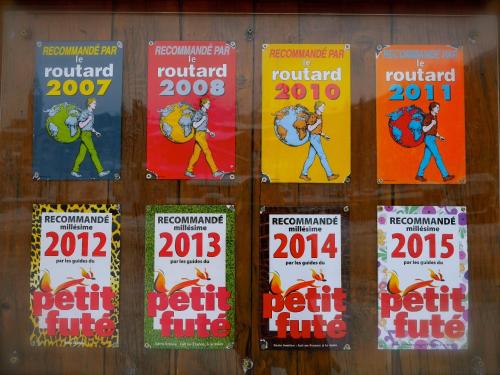 RECOMMANDÉ PAR
le
routard
2007
RECOMMANDÉ PAR
le
routard
2008
RECOMMANDÉ PAR
le
routard
2010
RECOMMANDÉ PAR
le
routard
2011
RECOMMANDÉ
millésime
2012
par les guides du
petit
futé
RECOMMANDÉ
millésime
2013
par les guides du
petit
futé
RECOMMANDÉ
millésime
2014
par les guides du
petit
futé
RECOMMANDÉ
millésime
2015
par les guides du
petit
futé